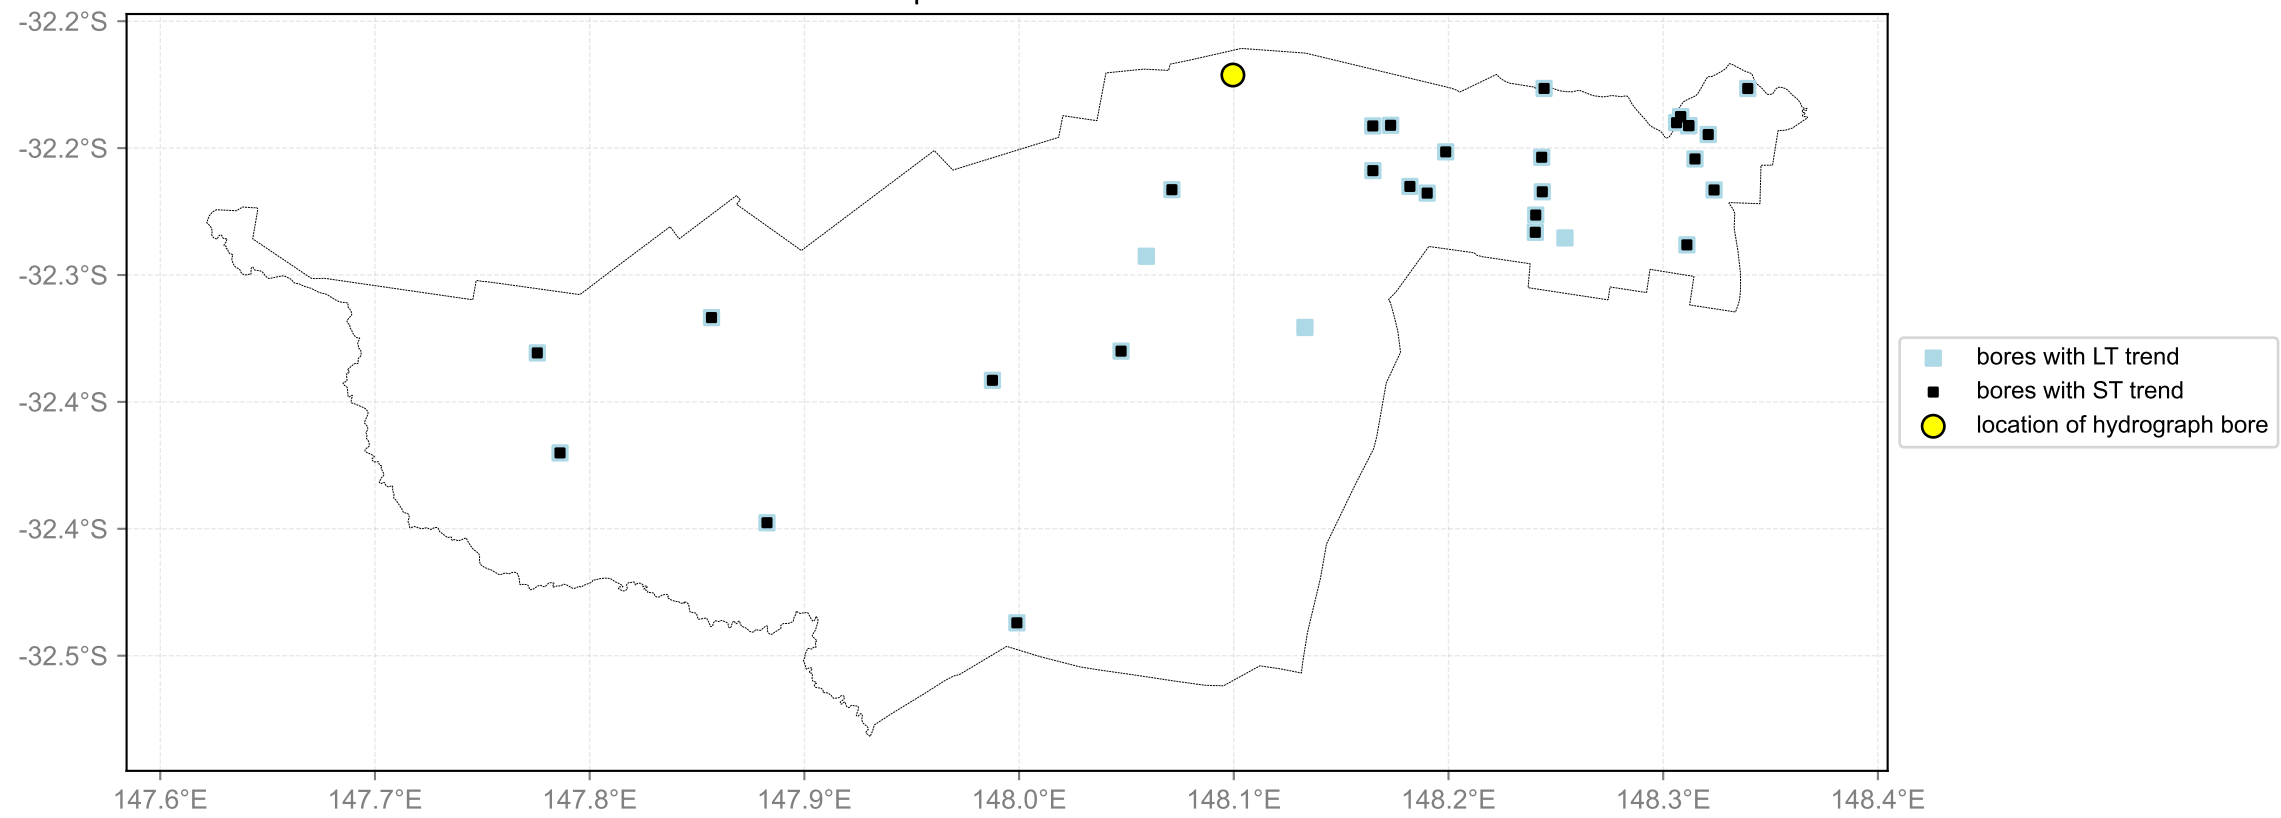 -32.2°S
-32.2°S
-32.3°S
-32.4°S
-32.4°S
-32.5°S
147.6°E 147.7°E 147.8°E 147.9°E 148.0°E 148.1°E 148.2°E 148.3°E 148.4°E
bores with LT trend
bores with ST trend
location of hydrograph bore